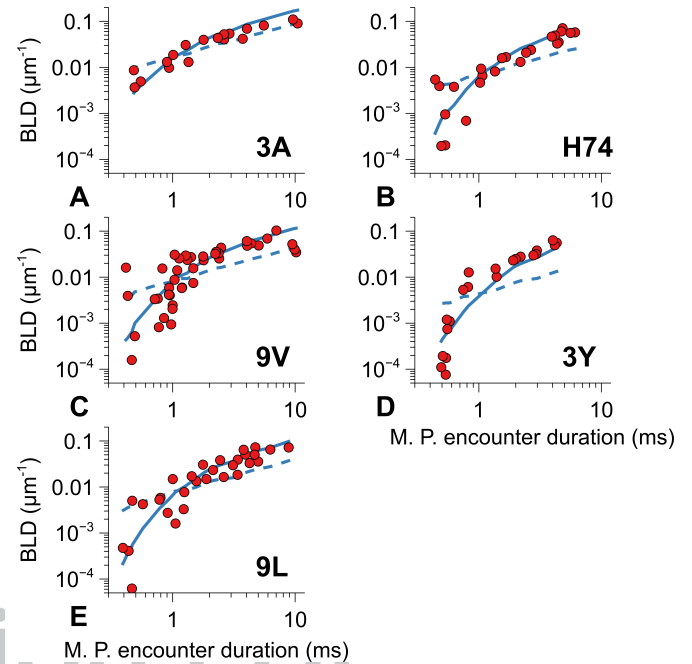 BLD (μm⁻¹)
0.1
0.01
10⁻³
10⁻⁴
3A
A
1
10
0.1
0.01
10⁻³
10⁻⁴
H74
B
1
10
BLD (μm⁻¹)
0.1
0.01
10⁻³
10⁻⁴
9V
C
1
10
0.1
0.01
10⁻³
10⁻⁴
3Y
D
1
10
M. P. encounter duration (ms)
BLD (μm⁻¹)
0.1
0.01
10⁻³
10⁻⁴
9L
E
1
10
M. P. encounter duration (ms)